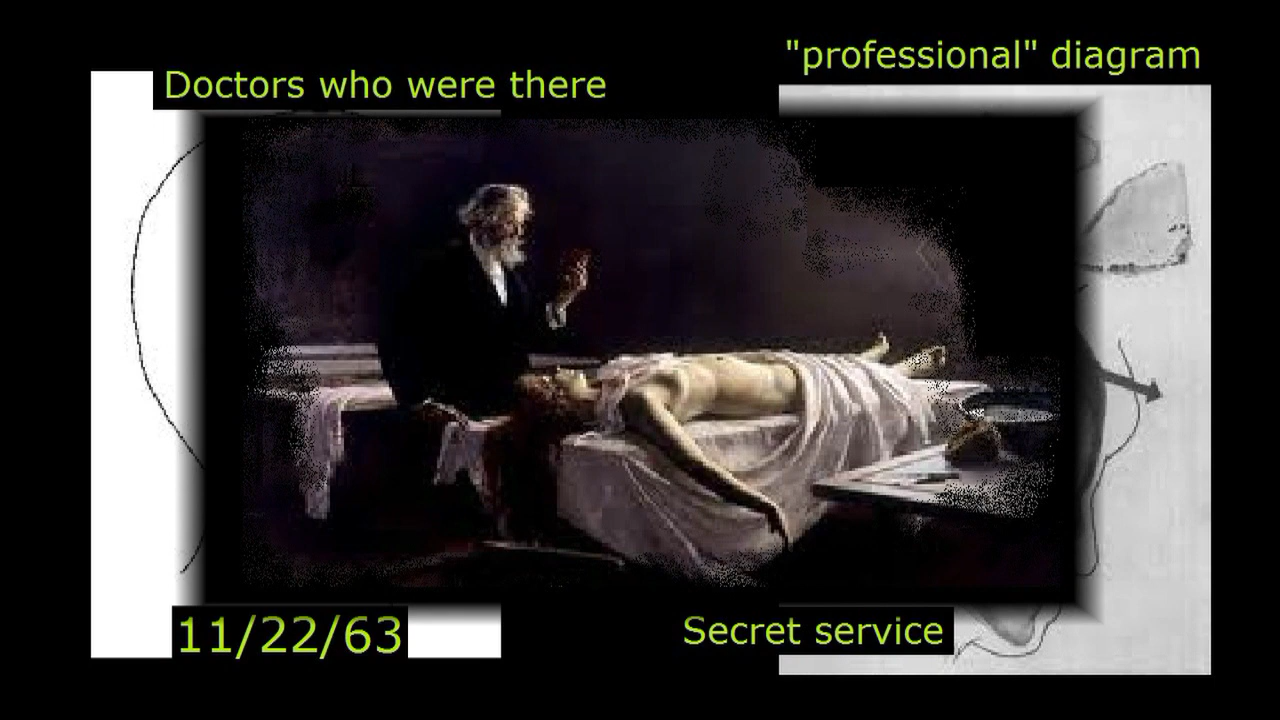 "professional" diagram
Doctors who were there
11/22/63
Secret service